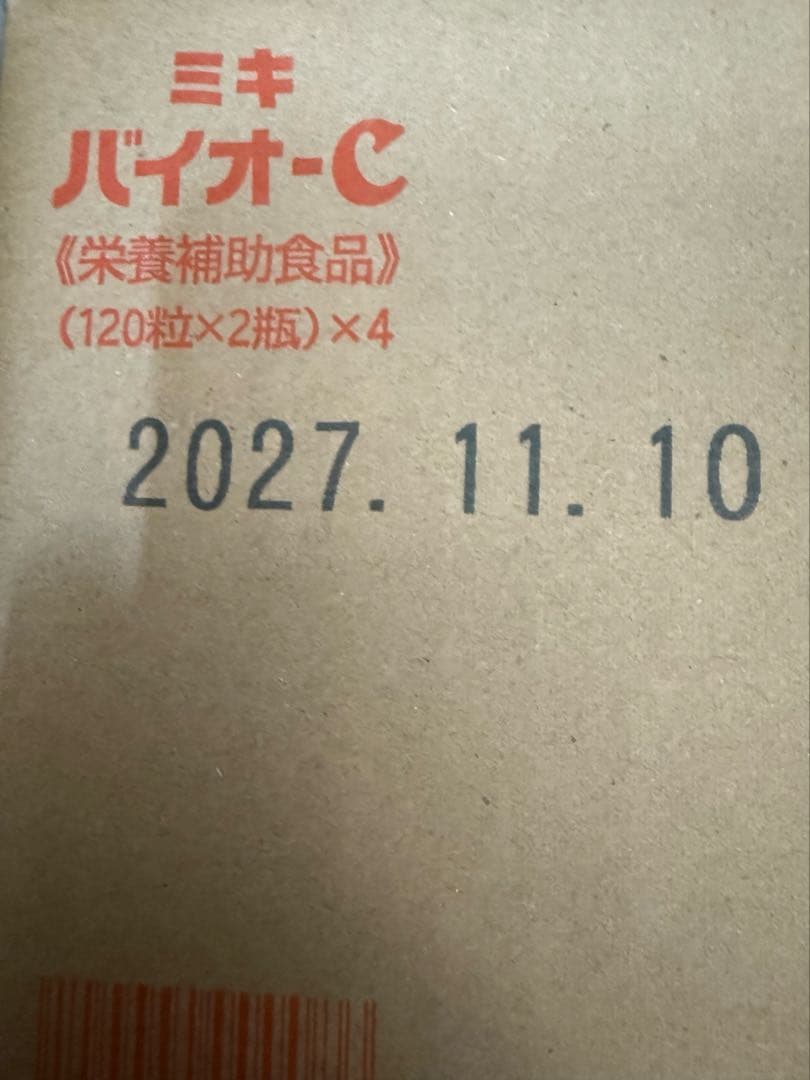 ミキ
バイオ-C
《栄養補助食品》
(120粒×2瓶)×4
2027.11.10